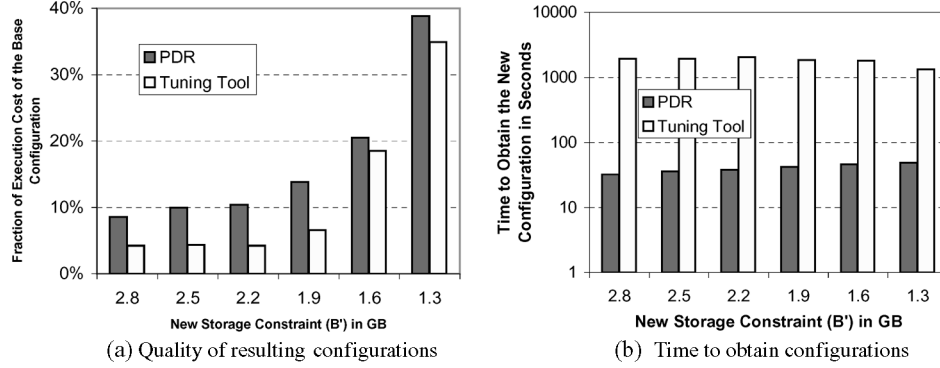 40%
30%
20%
10%
0%
Fraction of Execution Cost of the Base
Configuration
PDR
Tuning Tool
2.8 2.5 2.2 1.9 1.6 1.3
New Storage Constraint (B') in GB
(a) Quality of resulting configurations
10000
1000
100
10
1
Time to Obtain the New
Configuration in Seconds
PDR
Tuning Tool
2.8 2.5 2.2 1.9 1.6 1.3
New Storage Constraint (B') in GB
(b) Time to obtain configurations